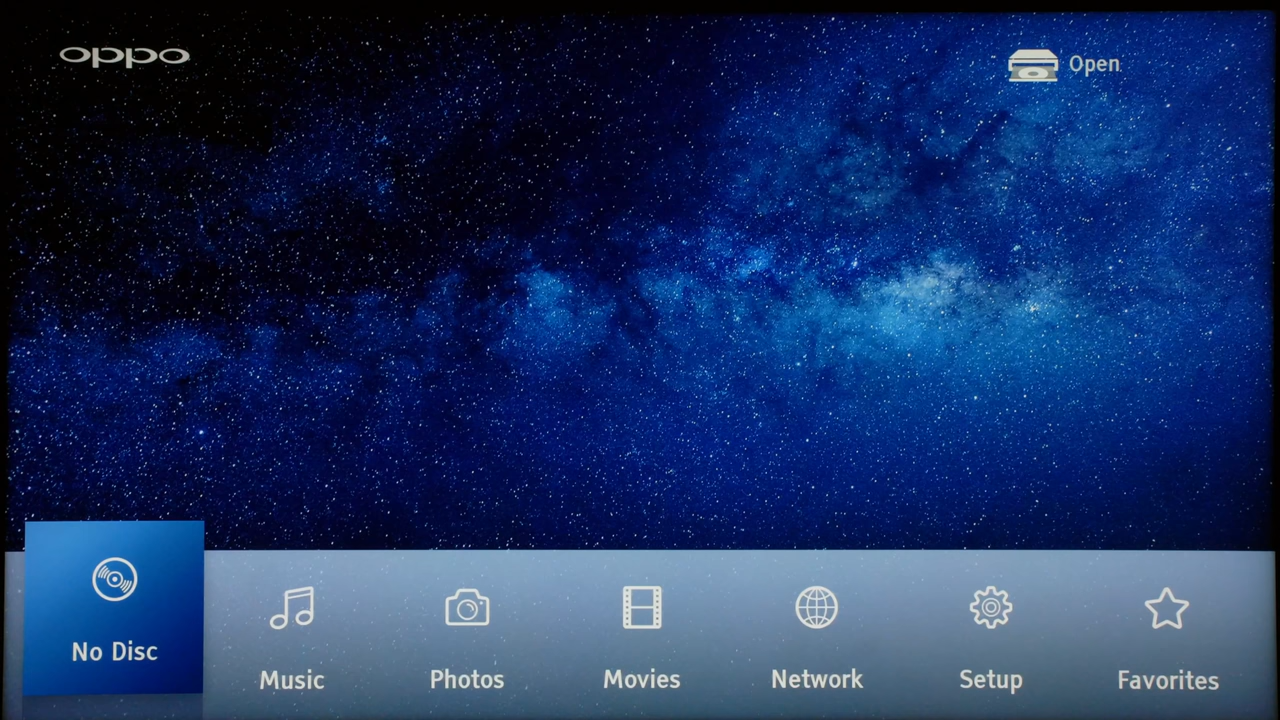 oppo
Open
No Disc
Music
Photos
Movies
Network
Setup
Favorites